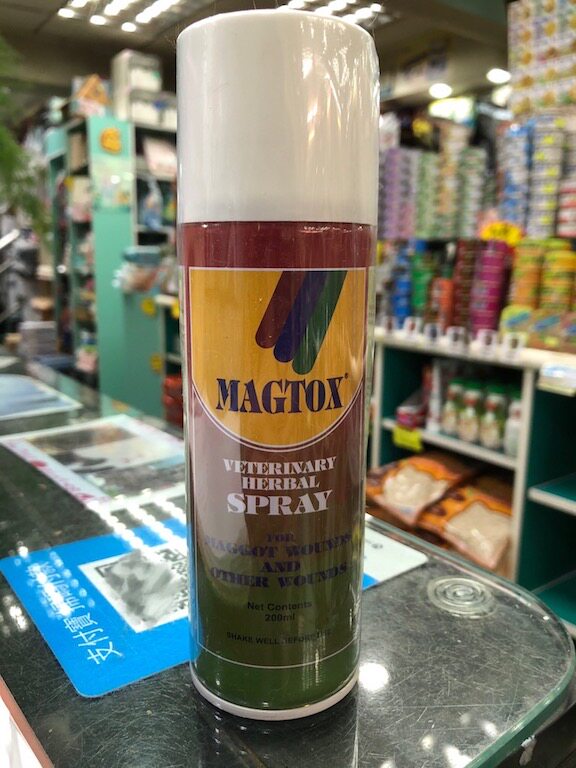 MAGTOX®
VETERINARY
HERBAL
SPRAY
FOR
MAGGOT WOUNDS
AND
OTHER WOUNDS
Net Contents
200ml
SHAKE WELL BEFORE USE
支付寶